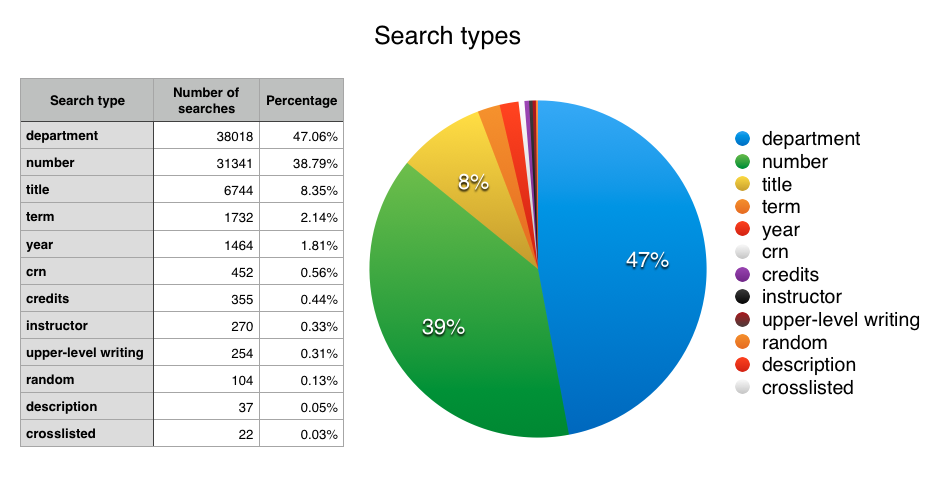 Search types
Search type Number of searches Percentage
department 38018 47.06%
number 31341 38.79%
title 6744 8.35%
term 1732 2.14%
year 1464 1.81%
crn 452 0.56%
credits 355 0.44%
instructor 270 0.33%
upper-level writing 254 0.31%
random 104 0.13%
description 37 0.05%
crosslisted 22 0.03%
8%
47%
39%
department
number
title
term
year
crn
credits
instructor
upper-level writing
random
description
crosslisted